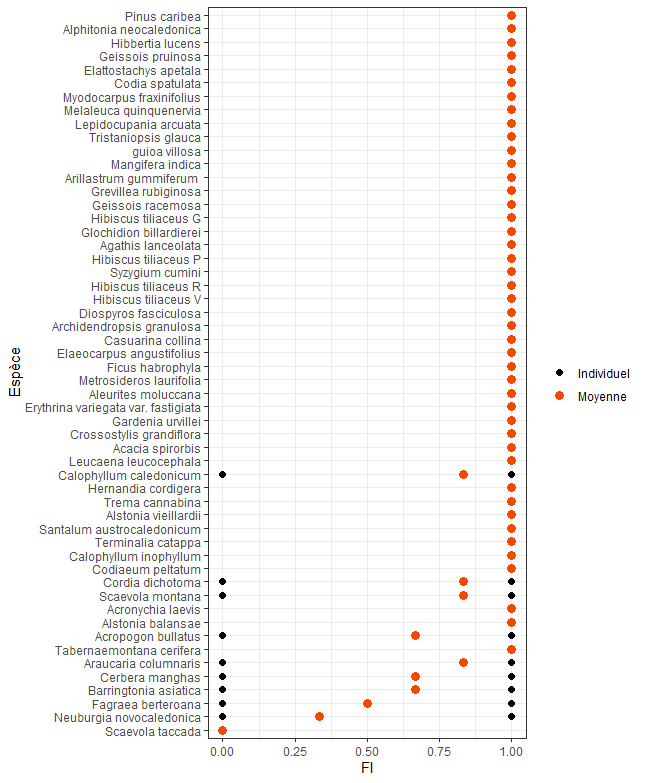 Pinus caribea
Alphitonia neocaledonica
Hibbertia lucens
Geissois pruinosa
Elattostachys apetala
Codia spatulata
Myodocarpus fraxinifolius
Melaleuca quinquenervia
Lepidocupania arcuata
Tristaniopsis glauca
guioa villosa
Mangifera indica
Arillastrum gummiferum
Grevillea rubiginosa
Geissois racemosa
Hibiscus tiliaceus G
Glochidion billardierei
Agathis lanceolata
Hibiscus tiliaceus P
Syzygium cumini
Hibiscus tiliaceus R
Hibiscus tiliaceus V
Diospyros fasciculosa
Archidendropsis granulosa
Casuarina collina
Elaeocarpus angustifolius
Ficus habrophyla
Metrosideros laurifolia
Aleurites moluccana
Erythrina variegata var. fastigiata
Gardenia urvillei
Crossostylis grandiflora
Acacia spirorbis
Leucaena leucocephala
Calophyllum caledonicum
Hernandia cordigera
Trema cannabina
Alstonia vieillardii
Santalum austrocaledonicum
Terminalia catappa
Calophyllum inophyllum
Codiaeum peltatum
Cordia dichotoma
Scaevola montana
Acronychia laevis
Alstonia balansae
Acropogon bullatus
Tabernaemontana cerifera
Araucaria columnaris
Cerbera manghas
Barringtonia asiatica
Fagraea berteroana
Neuburgia novocaledonica
Scaevola taccada
Espèce
0.00 0.25 0.50 0.75 1.00
FI
Individuel
Moyenne